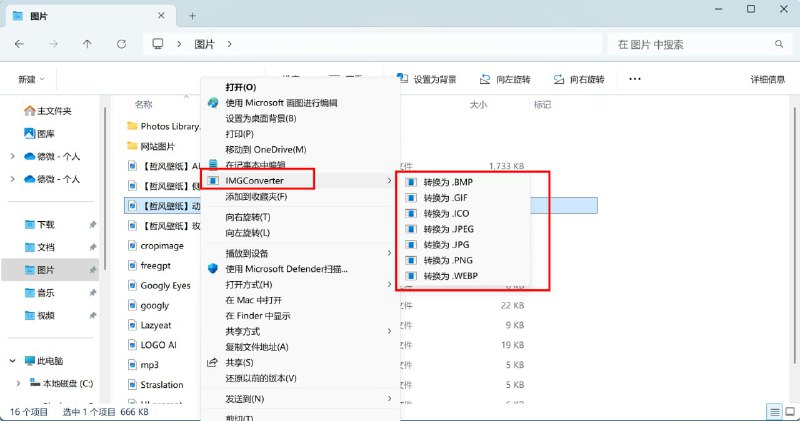 图片
图片
在 图片 中搜索
新建
设置为背景
向左旋转
向右旋转
详细信息
名称
大小
标记
主文件夹
图库
德微 - 个人
德微 - 个人
下载
文档
图片
音乐
视频
此电脑
本地磁盘 (C:)
Photos Library.
网站图片
【哲风壁纸】AI
【哲风壁纸】侧
【哲风壁纸】动
【哲风壁纸】玫
cropimage
freegpt
Google Eyes
googly
Lazyeat
LOGO AI
mp3
Straslation
打开(O)
使用 Microsoft 画图进行编辑
设置为桌面背景(B)
打印(P)
移动到 OneDrive(M)
在记事本中编辑
IMGConverter
添加到收藏夹(F)
向右旋转(T)
向左旋转(L)
播放到设备
使用 Microsoft Defender扫描...
打开方式(H)
在 Mac 中打开
在 Finder 中显示
共享方式
复制文件地址(A)
共享(S)
还原以前的版本(V)
发送到(N)
剪切(T)
转换为 .BMP
转换为 .GIF
转换为 .ICO
转换为 .JPEG
转换为 .JPG
转换为 .PNG
转换为 .WEBP
文件
1,733 KB
文件
22 KB
文件
9 KB
文件
19 KB
文件
5 KB
文件
5 KB
16 个项目
选中 1 个项目 666 KB